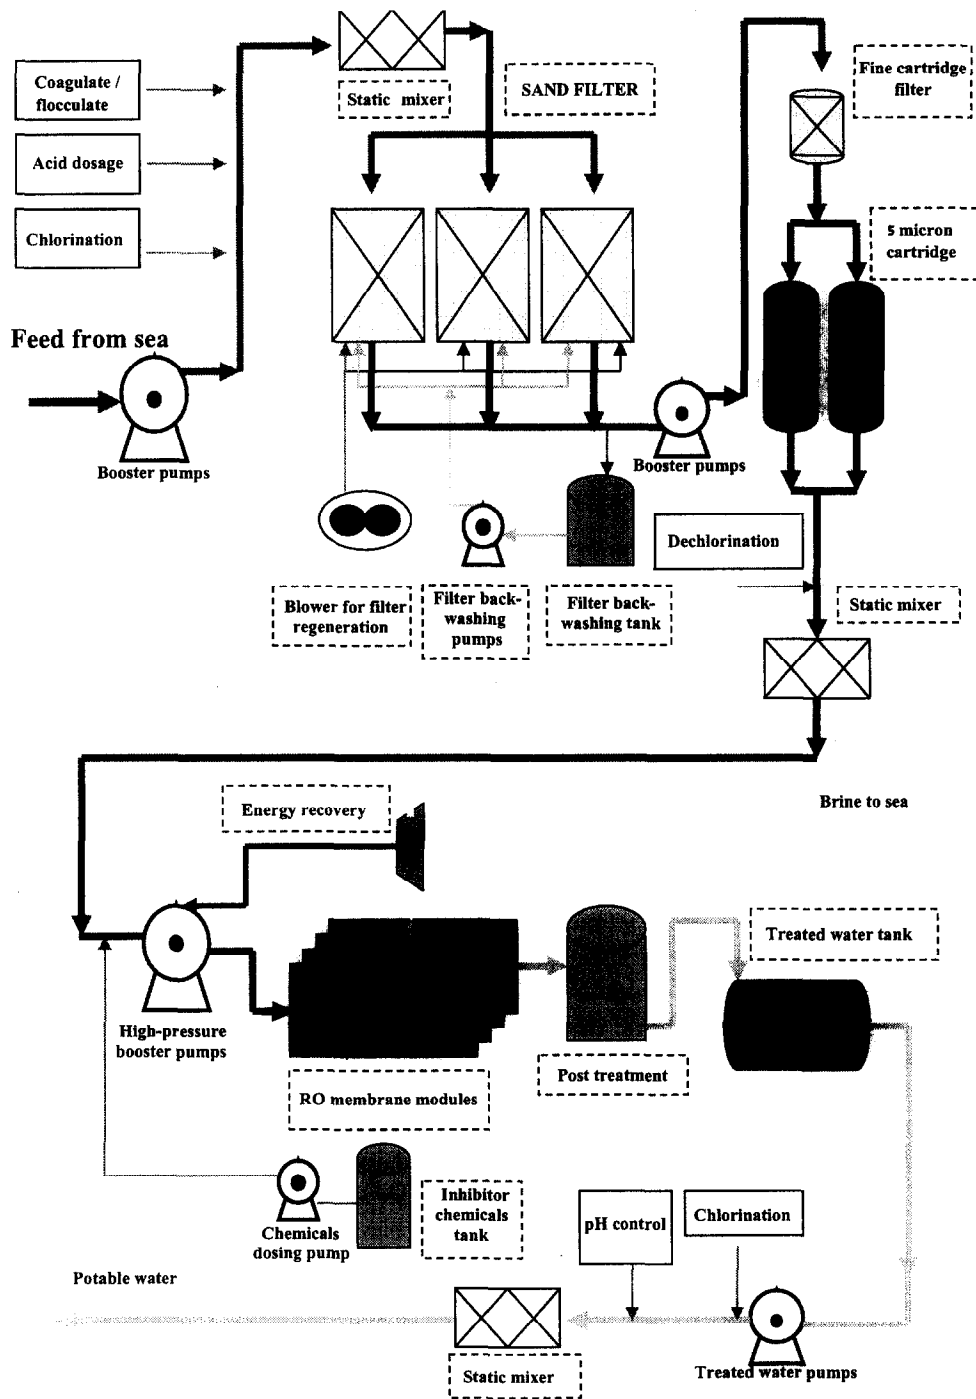 Coagulate /
flocculate
Static mixer
SAND FILTER
Fine cartridge
filter
Acid dosage
Chlorination
5 micron
cartridge
Feed from sea
Booster pumps
Booster pumps
Dechlorination
Blower for filter
regeneration
Filter back-
washing
pumps
Filter back-
washing tank
Static mixer
Energy recovery
Brine to sea
Treated water tank
High-pressure
booster pumps
RO membrane modules
Post treatment
Inhibitor
chemicals
tank
Chemicals
dosing pump
pH control
Chlorination
Potable water
Static mixer
Treated water pumps